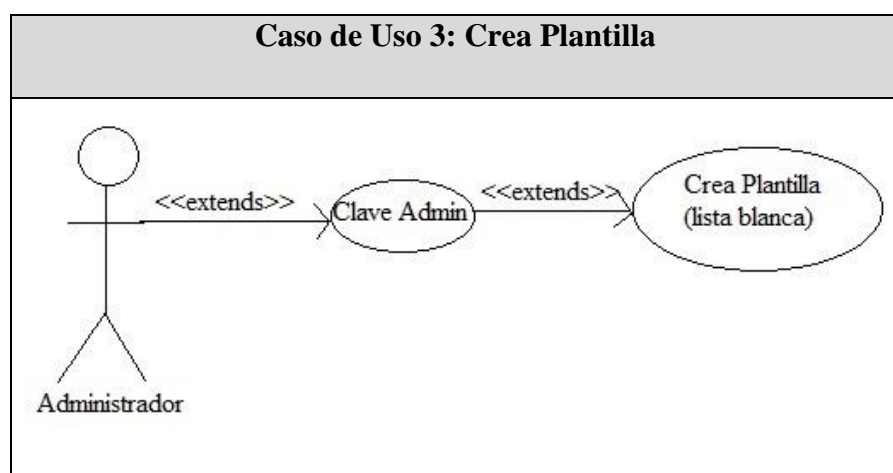 Caso de Uso 3: Crea Plantilla
<<extends>>
Clave Admin
<<extends>>
Crea Plantilla
(lista blanca)
Administrador